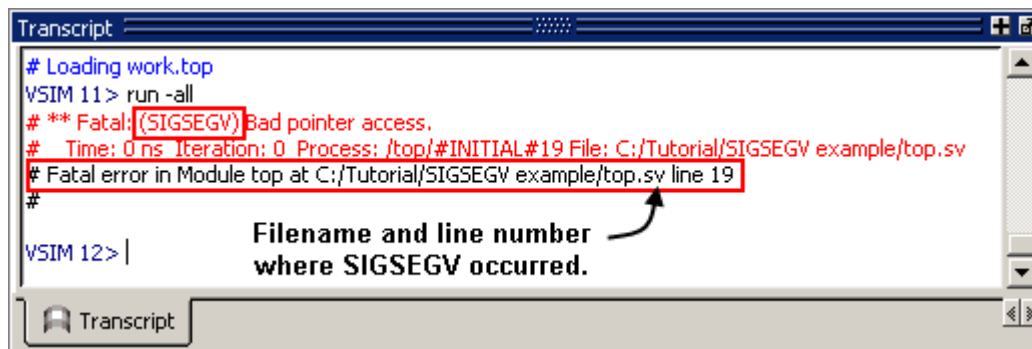 Transcript
# Loading work.top
VSIM 11> run -all
# ** Fatal: (SIGSEGV) Bad pointer access.
#    Time: 0 ns  Iteration: 0  Process: /top/#INITIAL#19 File: C:/Tutorial/SIGSEGV example/top.sv
# Fatal error in Module top at C:/Tutorial/SIGSEGV example/top.sv line 19
#
Filename and line number
where SIGSEGV occurred.
VSIM 12>
Transcript